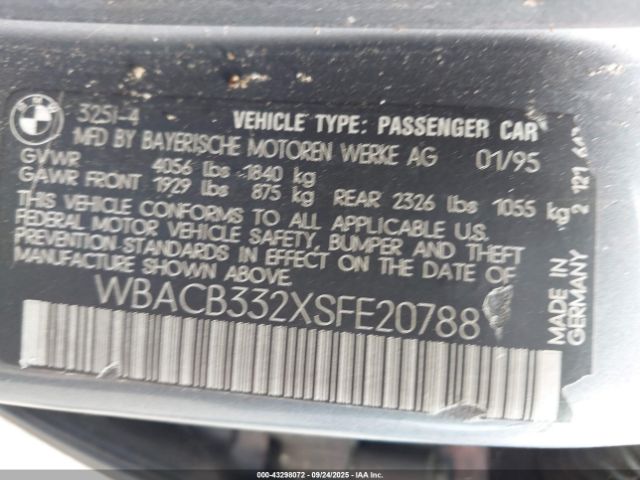 BMW
325I-4 VEHICLE TYPE: PASSENGER CAR
MFD BY BAYERISCHE MOTOREN WERKE AG 01/95
GVWR 4056 lbs 1840 kg
GAWR FRONT 1929 lbs 875 kg REAR 2326 lbs 1055 kg
THIS VEHICLE CONFORMS TO ALL APPLICABLE U.S.
FEDERAL MOTOR VEHICLE SAFETY, BUMPER AND THEFT
PREVENTION STANDARDS IN EFFECT ON THE DATE OF
MANUFACTURE SHOWN ABOVE.
WBACB332XSFE20788
MADE IN
GERMANY
2 121
©00-43298072 - 09/24/2025 - IAA Inc.